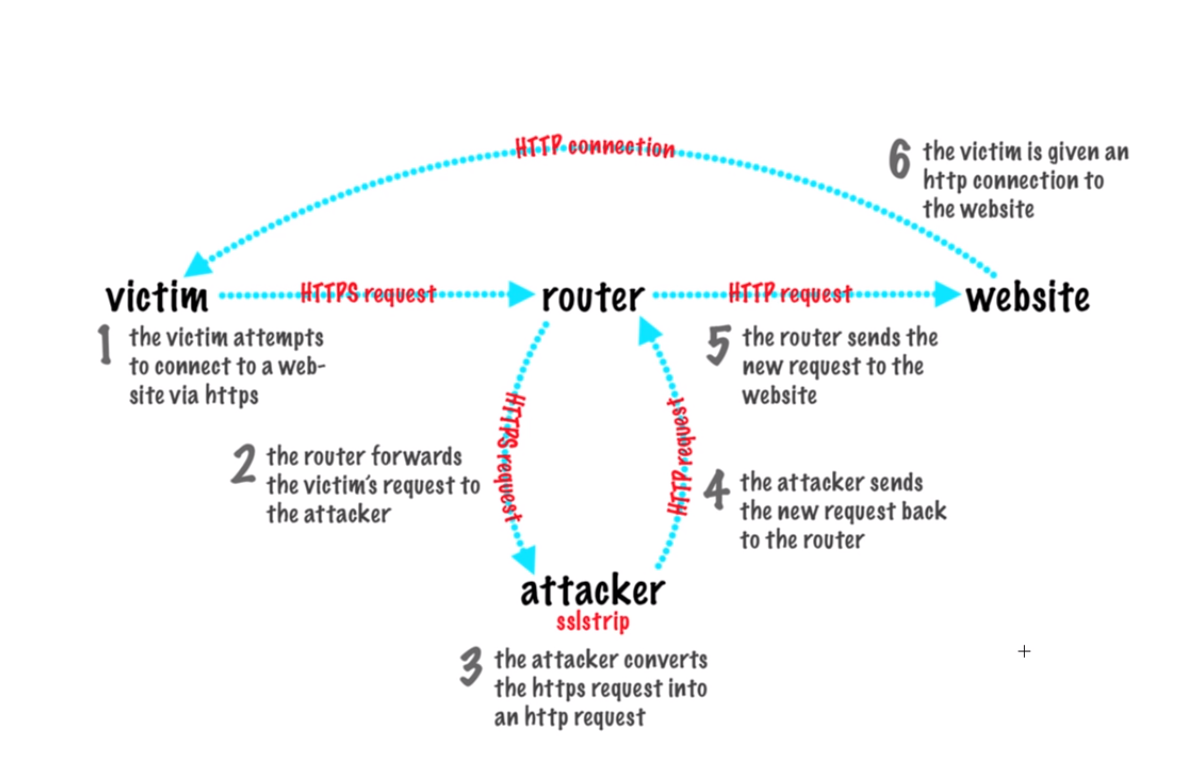 HTTP connection
6 the victim is given an
http connection to
the website
victim
HTTPS request
router
HTTP request
website
1 the victim attempts
to connect to a web-
site via https
5 the router sends the
new request to the
website
2 the router forwards
the victim's request to
the attacker
HTTPS request
HTTP request
4 the attacker sends
the new request back
to the router
attacker
sslstrip
3 the attacker converts
the https request into
an http request